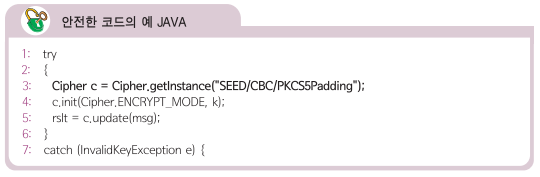 안전한 코드의 예 JAVA
1: try
2: {
3: Cipher c = Cipher.getInstance("SEED/CBC/PKCS5Padding");
4: c.init(Cipher.ENCRYPT_MODE, k);
5: rslt = c.update(msg);
6: }
7: catch (InvalidKeyException e) {